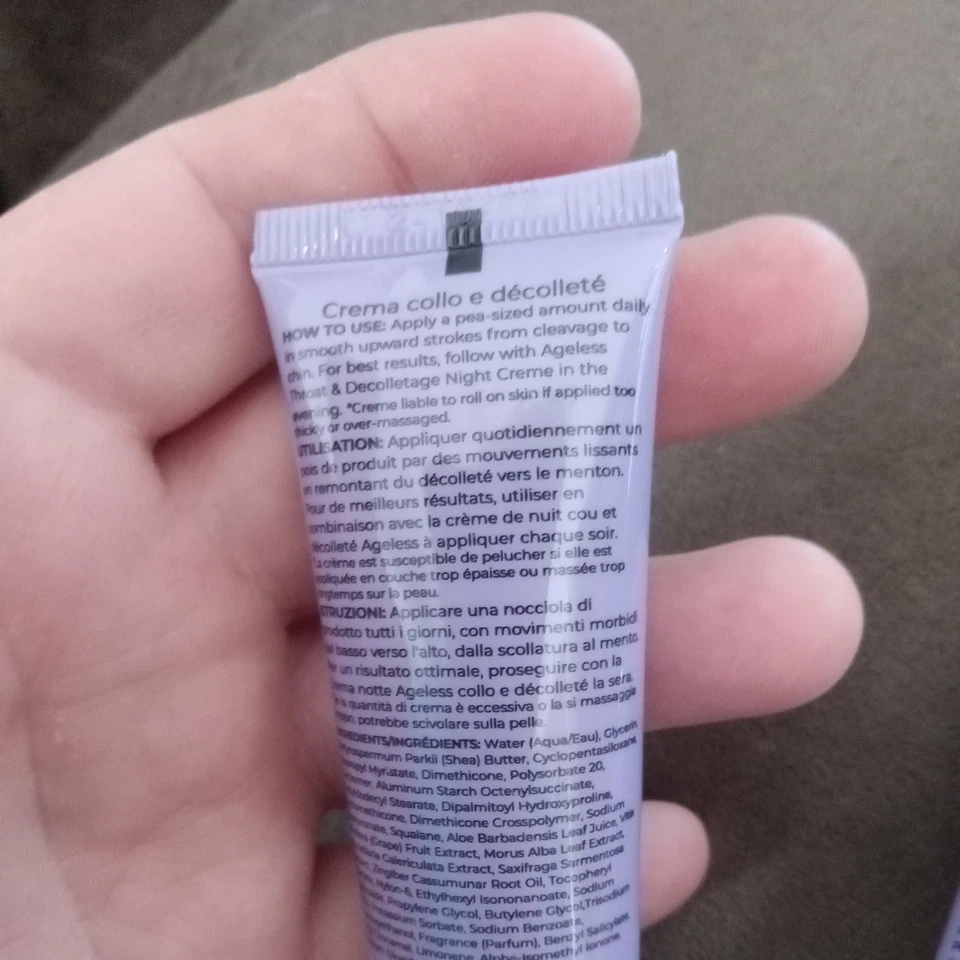 Crema collo e décolleté
HOW TO USE: Apply a pea-sized amount daily
in smooth upward strokes from cleavage to
chin. For best results, follow with Ageless
Throat & Decolletage Night Creme in the
evening. *Creme liable to roll on skin if applied too
thickly or over-massaged.
UTILISATION: Appliquer quotidiennement un
pois de produit par des mouvements lissants
en remontant du décolleté vers le menton.
Pour de meilleurs résultats, utiliser en
combinaison avec la crème de nuit cou et
décolleté Ageless à appliquer chaque soir.
*La crème est susceptible de pelucher si elle est
appliquée en couche trop épaisse ou massée trop
longtemps sur la peau.
ISTRUZIONI: Applicare una nocciola di
prodotto tutti i giorni, con movimenti morbidi
dal basso verso l'alto, dalla scollatura al mento.
Per un risultato ottimale, proseguire con la
crema notte Ageless collo e décolleté la sera.
la quantità di crema è eccessiva o la si massaggia
troppo, potrebbe scivolare sulla pelle.
INGREDIENTS/INGRÉDIENTS: Water (Aqua/Eau), Glycerin,
Butyrospermum Parkii (Shea) Butter, Cyclopentasiloxane,
Myristate, Dimethicone, Polysorbate 20,
Aluminum Starch Octenylsuccinate,
Stearate, Dipalmitoyl Hydroxyproline,
Dimethicone Crosspolymer, Sodium
Squalane, Aloe Barbadensis Leaf Juice, Vitis
(Grape) Fruit Extract, Morus Alba Leaf Extract,
Galericulata Extract, Saxifraga Sarmentosa
Zingiber Cassumunar Root Oil, Tocopheryl
Nylon-6, Ethylhexyl Isononanoate, Sodium
Propylene Glycol, Butylene Glycol, Trisodium
Potassium Sorbate, Sodium Benzoate,
Fragrance (Parfum), Benzyl Salicylate,
Limonene, Alpha-Isomethyl Ionone